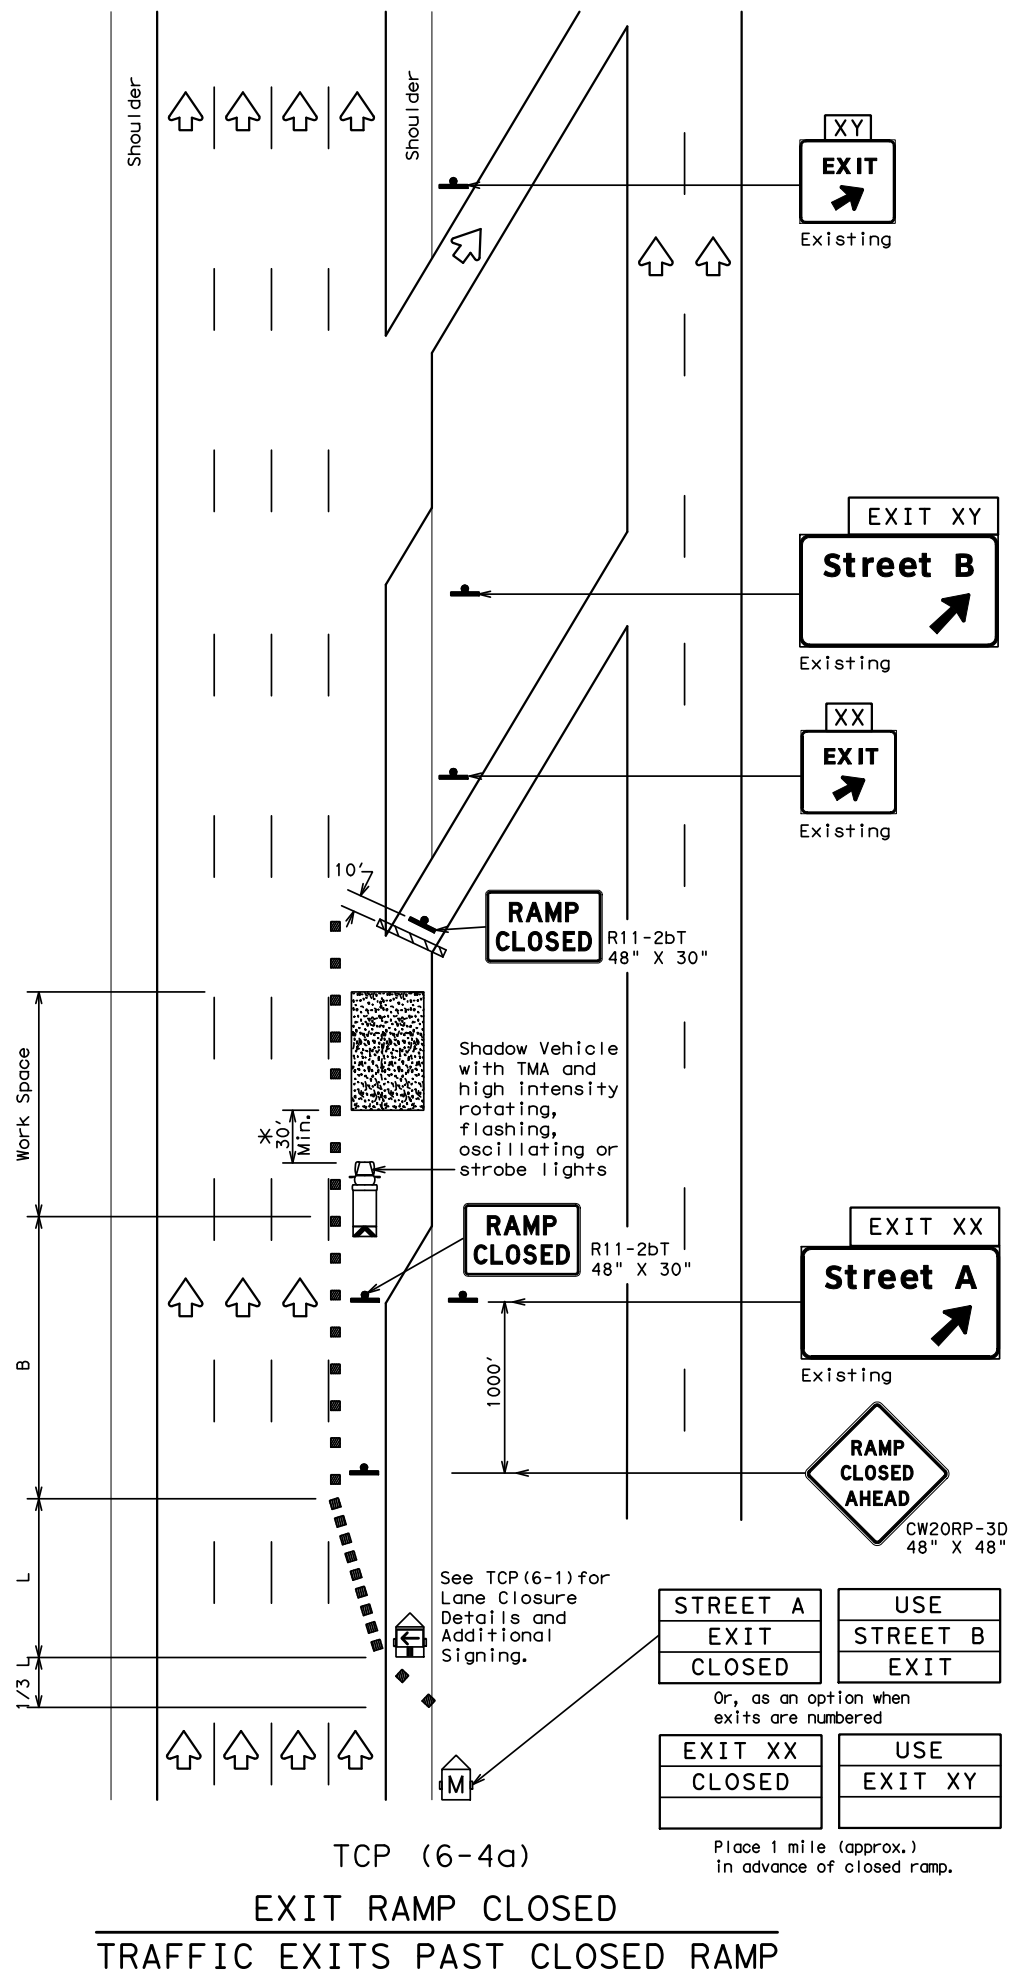 Shoulder
Shoulder
XY
EXIT
Existing
EXIT XY
Street B
Existing
XX
EXIT
Existing
10'
RAMP
CLOSED
R11-2bT
48" X 30"
Work Space
*
30'
Min.
Shadow Vehicle
with TMA and
high intensity
rotating,
flashing,
oscillating or
strobe lights
RAMP
CLOSED
R11-2bT
48" X 30"
EXIT XX
Street A
Existing
B
1000'
RAMP
CLOSED
AHEAD
CW20RP-3D
48" X 48"
L
See TCP(6-1)for
Lane Closure
Details and
Additional
Signing.
1/3 L
STREET A
EXIT
CLOSED
USE
STREET B
EXIT
Or, as an option when
exits are numbered
EXIT XX
CLOSED
USE
EXIT XY
M
Place 1 mile (approx.)
in advance of closed ramp.
TCP (6-4a)
EXIT RAMP CLOSED
TRAFFIC EXITS PAST CLOSED RAMP